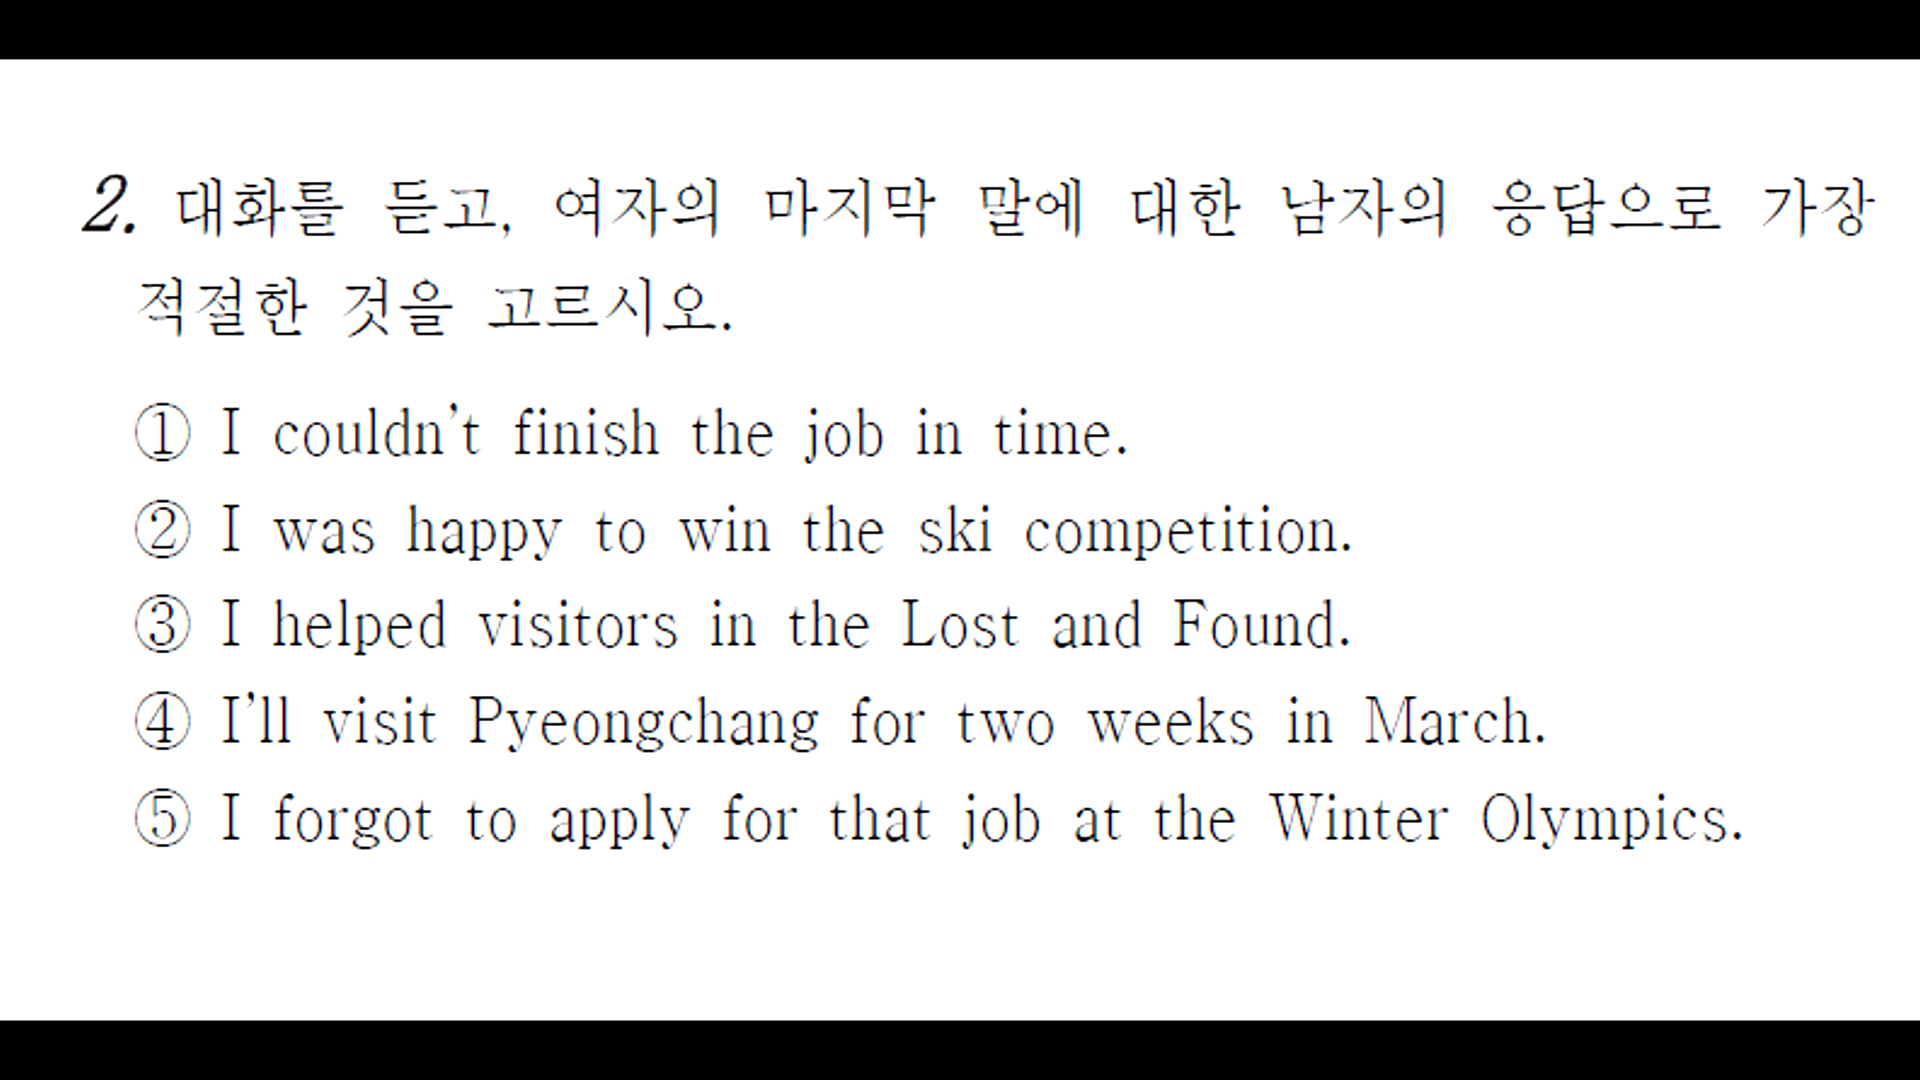 2. 대화를 듣고, 여자의 마지막 말에 대한 남자의 응답으로 가장
적절한 것을 고르시오.
① I couldn't finish the job in time.
② I was happy to win the ski competition.
③ I helped visitors in the Lost and Found.
④ I'll visit Pyeongchang for two weeks in March.
⑤ I forgot to apply for that job at the Winter Olympics.